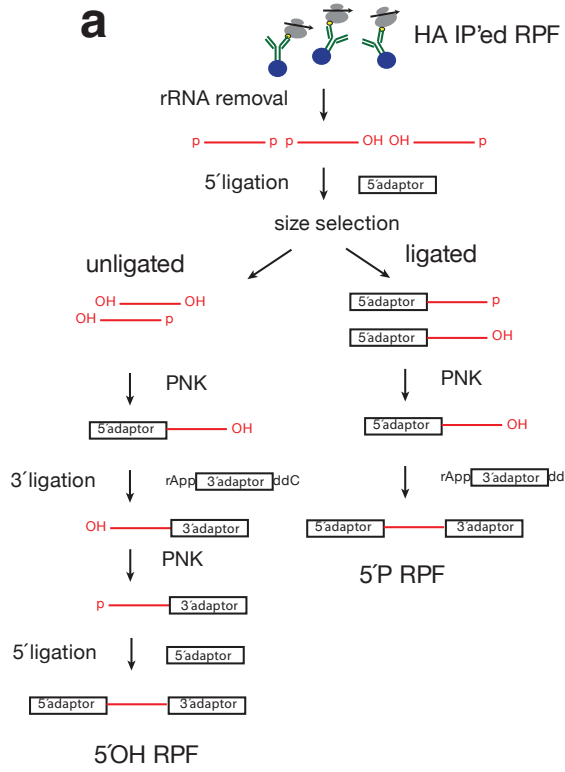 a
HA IP'ed RPF
rRNA removal
p p p OH OH p
5´ligation
5´adaptor
size selection
unligated
ligated
OH OH
OH p
5´adaptor p
5´adaptor OH
PNK
PNK
5´adaptor OH
5´adaptor OH
3´ligation
rApp 3´adaptor ddC
rApp 3´adaptor dd
OH 3´adaptor
5´adaptor 3´adaptor
PNK
5´P RPF
p 3´adaptor
5´ligation
5´adaptor
5´adaptor 3´adaptor
5´OH RPF